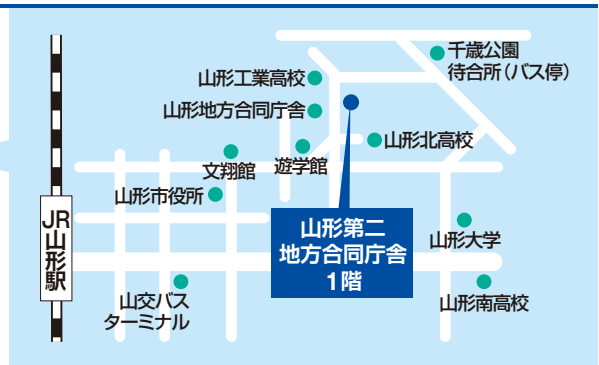 千歳公園
待合所（バス停）
山形工業高校
山形地方合同庁舎
山形北高校
文翔館
遊学館
山形市役所
JR山形駅
山形第二
地方合同庁舎
1階
山形大学
山交バス
ターミナル
山形南高校